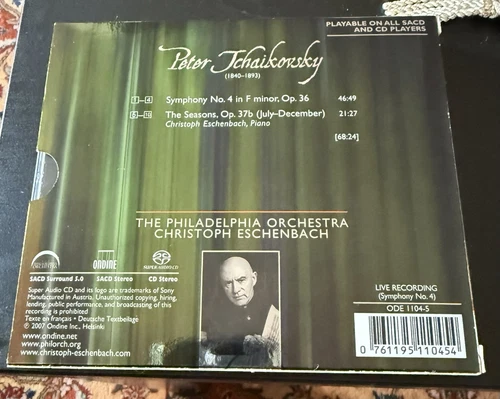 PLAYABLE ON ALL SACD
AND CD PLAYERS
Peter Tchaikovsky
(1840–1893)
1–4 Symphony No. 4 in F minor, Op. 36 46:49
5–10 The Seasons, Op. 37b (July–December) 21:27
Christoph Eschenbach, Piano
[68:24]
THE PHILADELPHIA ORCHESTRA
CHRISTOPH ESCHENBACH
ONDINE
SUPER AUDIO CD
SACD Surround 5.0 SACD Stereo CD Stereo
Super Audio CD and its logo are trademarks of Sony
Manufactured in Austria. Unauthorized copying, hiring,
lending, public performance, and broadcasting of this
recording is prohibited
Texte en français • Deutsche Textbeilage
℗ 2007 Ondine Inc., Helsinki
www.ondine.net
www.philorch.org
www.christoph-eschenbach.com
LIVE RECORDING
(Symphony No. 4)
ODE 1104-5
0 761195 110454